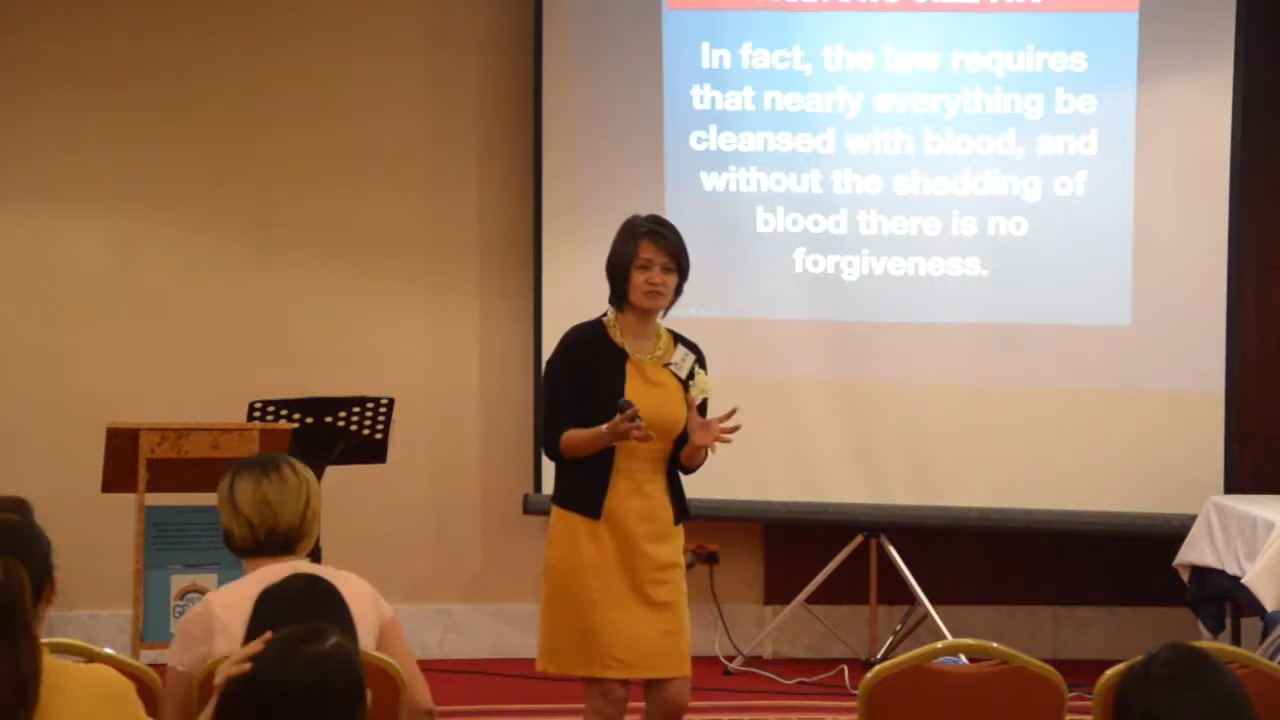 In fact, the law requires
that nearly everything be
cleansed with blood, and
without the shedding of
blood there is no
forgiveness.